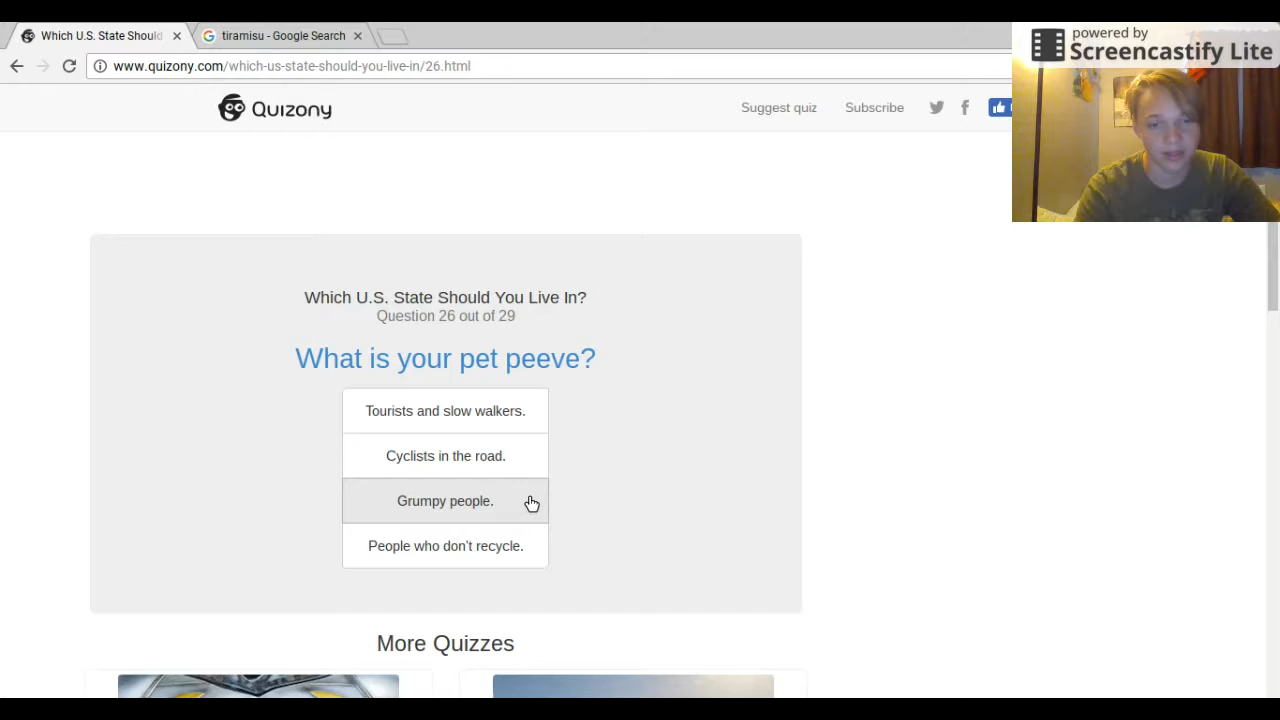 Which U.S. State Should
tiramisu - Google Search
www.quizony.com/which-us-state-should-you-live-in/26.html
powered by
Screencastify Lite
Quizony
Suggest quiz
Subscribe
Which U.S. State Should You Live In?
Question 26 out of 29
What is your pet peeve?
Tourists and slow walkers.
Cyclists in the road.
Grumpy people.
People who don't recycle.
More Quizzes